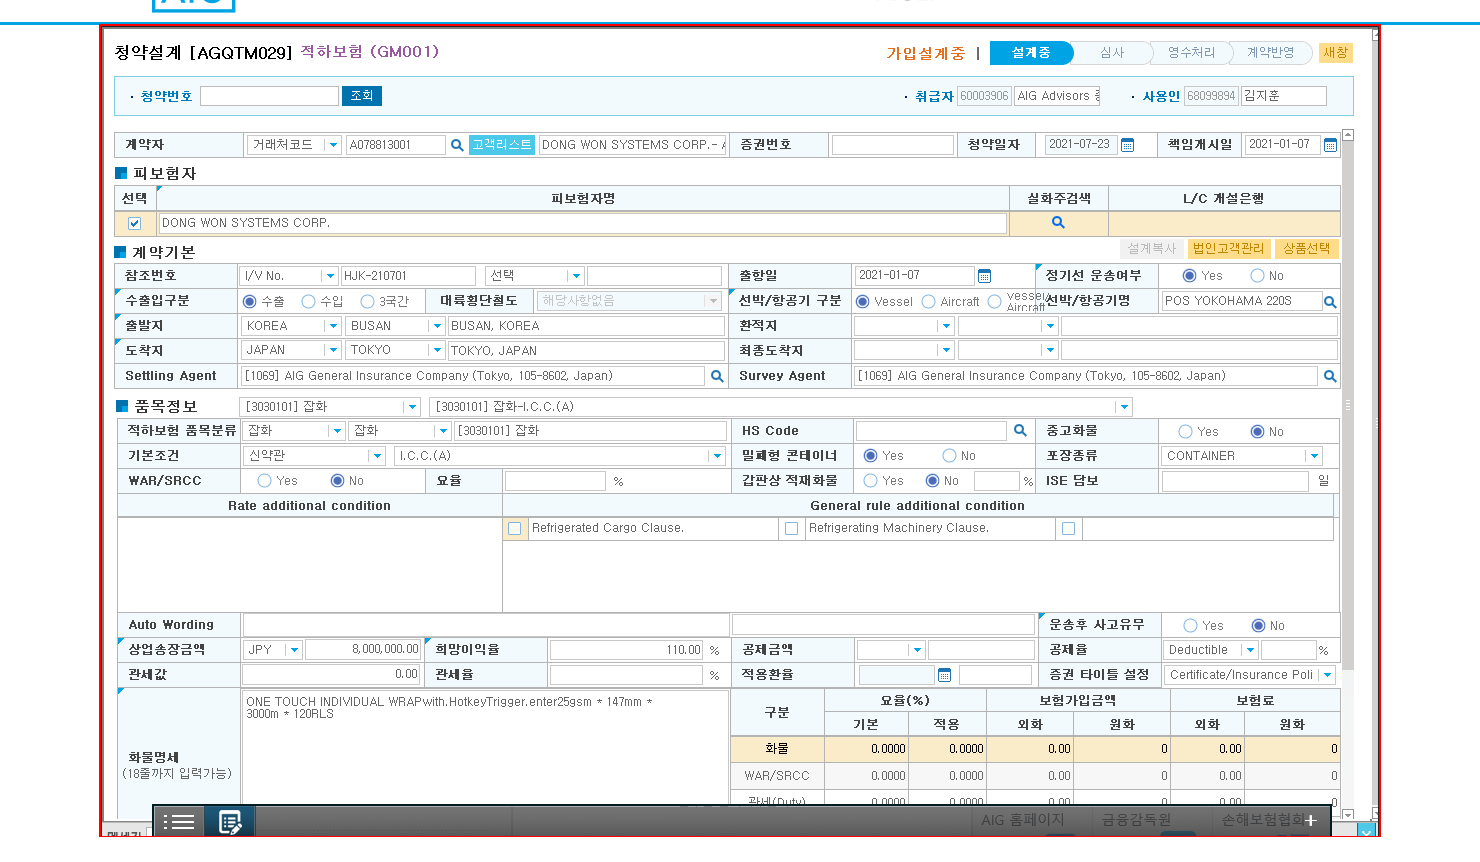 청약설계 [AGQTM029] 적하보험 (GM001) 가입설계중 | 설계중 심사 영수처리 계약반영 새창
· 청약번호 조회 · 취급자 60003906 AIG Advisors · 사용인 68099894 김지훈
계약자 거래처코드 A078813001 고객리스트 DONG WON SYSTEMS CORP.- 증권번호 청약일자 2021-07-23 책임개시일 2021-01-07
피보험자
선택 피보험자명 실화주검색 L/C 개설은행
DONG WON SYSTEMS CORP.
계약기본 설계복사 법인고객관리 상품선택
참조번호 I/V No. HJK-210701 선택 출항일 2021-01-07 정기선 운송여부 Yes No
수출입구분 수출 수입 3국간 대륙횡단철도 해당사항없음 선박/항공기 구분 Vessel Aircraft Vessel/Aircraft 선박/항공기명 POS YOKOHAMA 220S
출발지 KOREA BUSAN BUSAN, KOREA 환적지
도착지 JAPAN TOKYO TOKYO, JAPAN 최종도착지
Settling Agent [1069] AIG General Insurance Company (Tokyo, 105-8602, Japan) Survey Agent [1069] AIG General Insurance Company (Tokyo, 105-8602, Japan)
품목정보 [3030101] 잡화 [3030101] 잡화-I.C.C.(A)
적하보험 품목분류 잡화 잡화 [3030101] 잡화 HS Code 중고화물 Yes No
기본조건 신약관 I.C.C.(A) 밀폐형 콘테이너 Yes No 포장종류 CONTAINER
WAR/SRCC Yes No 요율 % 갑판상 적재화물 Yes No % ISE 담보 일
Rate additional condition General rule additional condition
Refrigerated Cargo Clause. Refrigerating Machinery Clause.
Auto Wording 운송후 사고유무 Yes No
상업송장금액 JPY 8,000,000.00 희망이익율 110.00 % 공제금액 공제율 Deductible %
관세값 0.00 관세율 % 적용환율 증권 타이틀 설정 Certificate/Insurance Poli
화물명세
(18줄까지 입력가능)
ONE TOUCH INDIVIDUAL WRAPwith.HotkeyTrigger.enter25gsm * 147mm *
3000m * 120RLS
구분 요율(%) 보험가입금액 보험료
기본 적용 외화 원화 외화 원화
화물 0.0000 0.0000 0.00 0 0.00 0
WAR/SRCC 0.0000 0.0000 0.00 0 0.00 0
관세(Duty) 0.0000 0.0000 0.00 0 0.00 0
AIG 홈페이지 금융감독원 손해보험협회 +